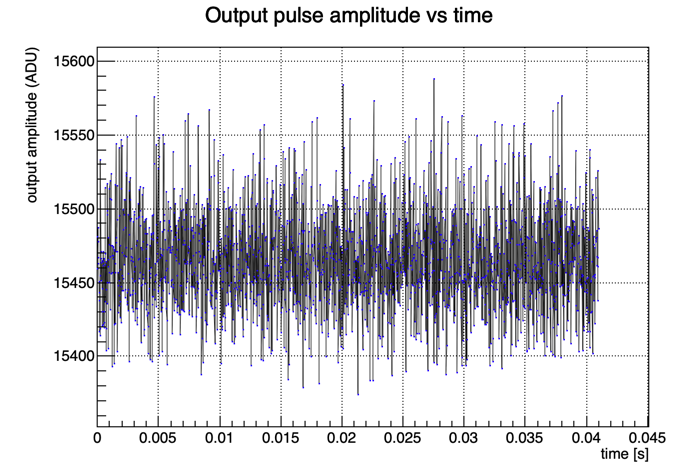 Output pulse amplitude vs time
output amplitude (ADU)
15600
15550
15500
15450
15400
0 0.005 0.01 0.015 0.02 0.025 0.03 0.035 0.04 0.045
time [s]